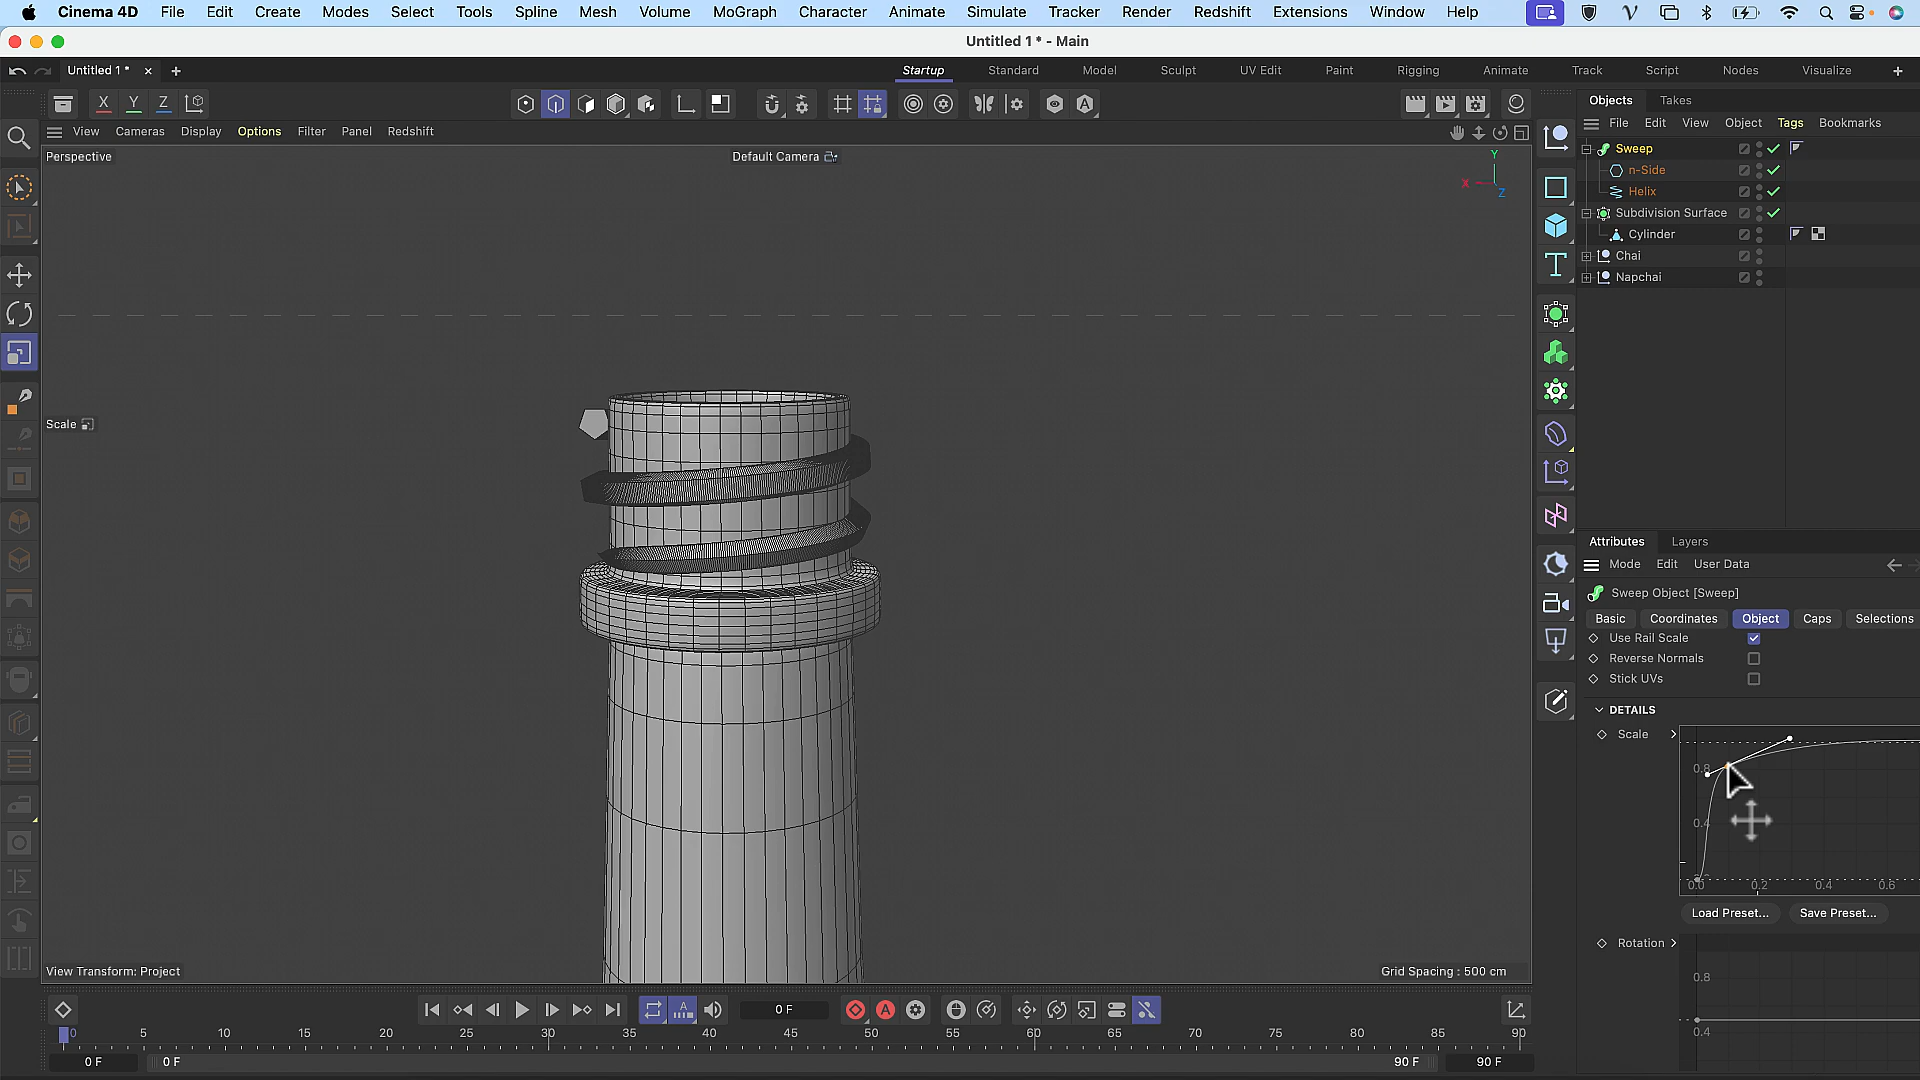 Cinema 4D File Edit Create Modes Select Tools Spline Mesh Volume MoGraph Character Animate Simulate Tracker Render Redshift Extensions Window Help
Untitled 1 * - Main
Untitled 1 * × + Startup Standard Model Sculpt UV Edit Paint Rigging Animate Track Script Nodes Visualize +
X Y Z
Objects Takes
View Cameras Display Options Filter Panel Redshift
File Edit View Object Tags Bookmarks
Perspective
Default Camera
Y
X
Z
Sweep
n-Side
Helix
Subdivision Surface
Cylinder
Chai
Napchai
Scale
Attributes Layers
Mode Edit User Data
Sweep Object [Sweep]
Basic Coordinates Object Caps Selections
Use Rail Scale
Reverse Normals
Stick UVs
DETAILS
Scale
0.8
0.4
0.0 0.2 0.4 0.6
Load Preset... Save Preset...
Rotation
0.8
0.4
View Transform: Project
Grid Spacing : 500 cm
0 F
0 5 10 15 20 25 30 35 40 45 50 55 60 65 70 75 80 85 90
0 F 0 F 90 F 90 F